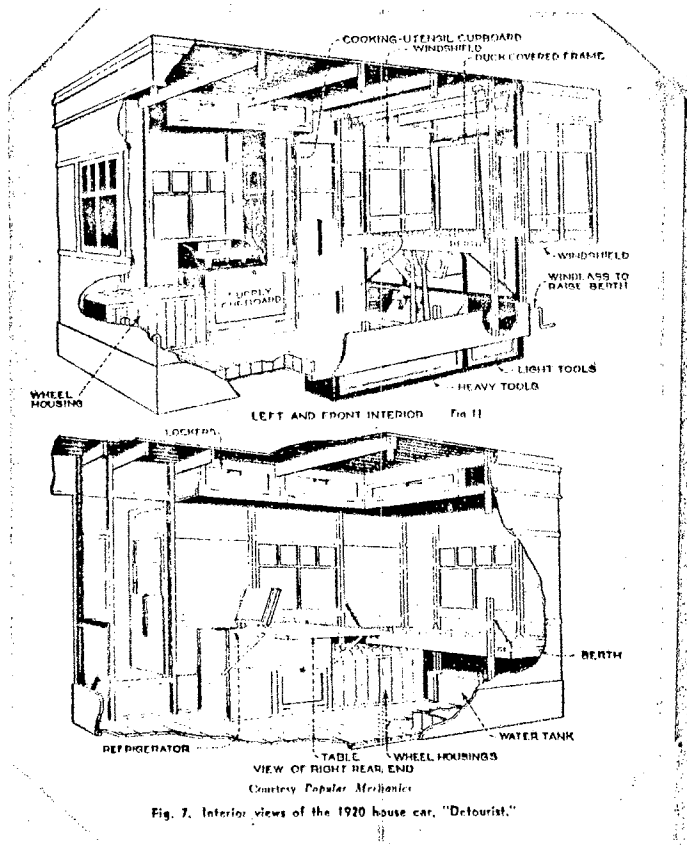 COOKING-UTENSIL CUPBOARD
WINDSHIELD
DUCK COVERED FRAME
BERTH
WINDSHIELD
WINDLASS TO
RAISE BERTH
SUPPLY
CUPBOARD
LIGHT TOOLS
HEAVY TOOLS
WHEEL
HOUSING
LEFT AND FRONT INTERIOR Fig 11
LOCKERS
BERTH
WATER TANK
REFRIGERATOR
TABLE
WHEEL HOUSINGS
VIEW OF RIGHT REAR END
Courtesy Popular Mechanics
Fig. 7. Interior views of the 1920 house car, "Detourist."